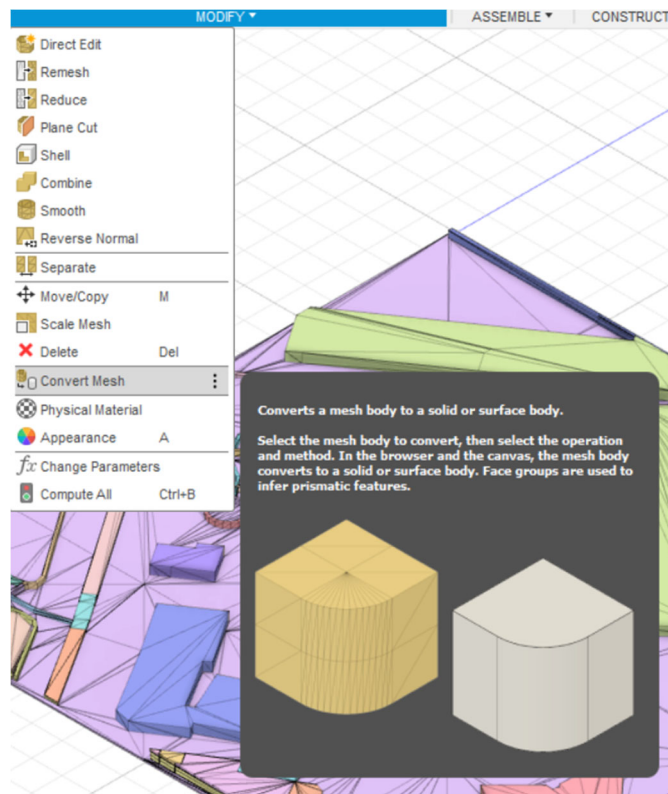 MODIFY ASSEMBLE CONSTRUCT
Direct Edit
Remesh
Reduce
Plane Cut
Shell
Combine
Smooth
Reverse Normal
Separate
Move/Copy M
Scale Mesh
Delete Del
Convert Mesh
Physical Material
Appearance A
fx Change Parameters
Compute All Ctrl+B
Converts a mesh body to a solid or surface body.
Select the mesh body to convert, then select the operation
and method. In the browser and the canvas, the mesh body
converts to a solid or surface body. Face groups are used to
infer prismatic features.